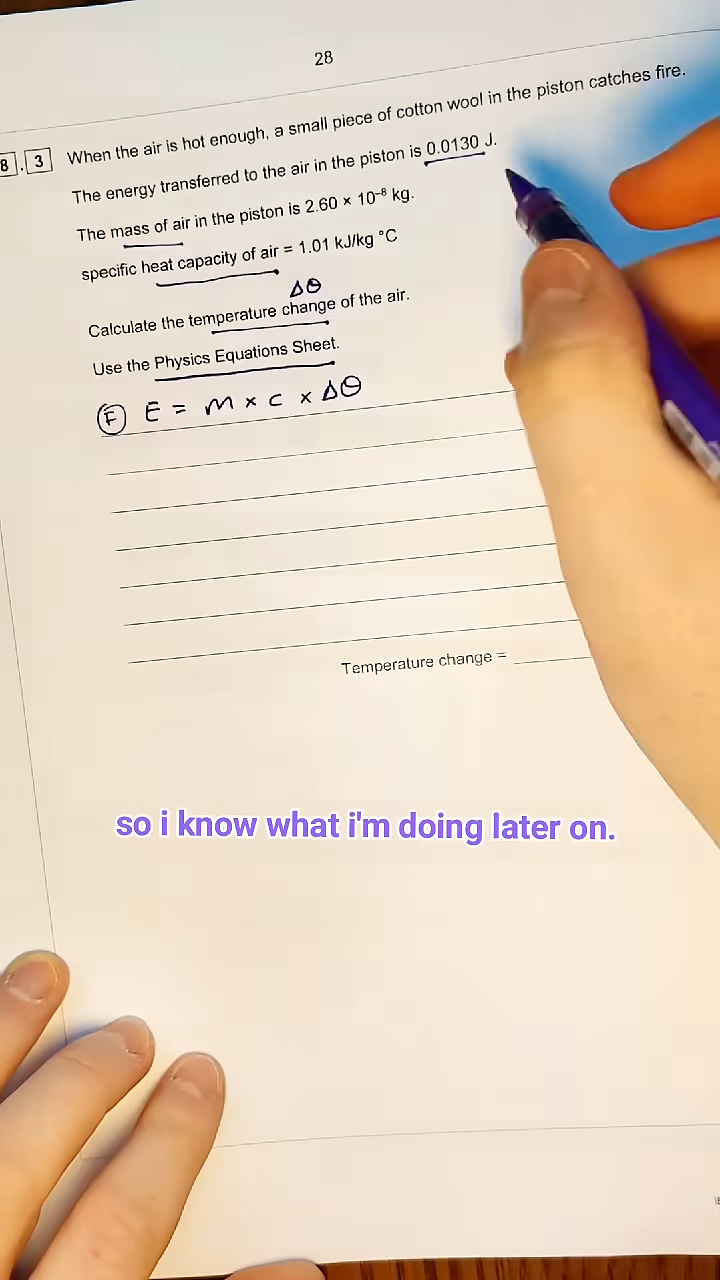 28
8.3 When the air is hot enough, a small piece of cotton wool in the piston catches fire.
The energy transferred to the air in the piston is 0.0130 J.
The mass of air in the piston is 2.60 × 10⁻⁸ kg.
specific heat capacity of air = 1.01 kJ/kg °C
Δθ
Calculate the temperature change of the air.
Use the Physics Equations Sheet.
(F) E = m × c × Δθ
Temperature change =
so i know what i'm doing later on.